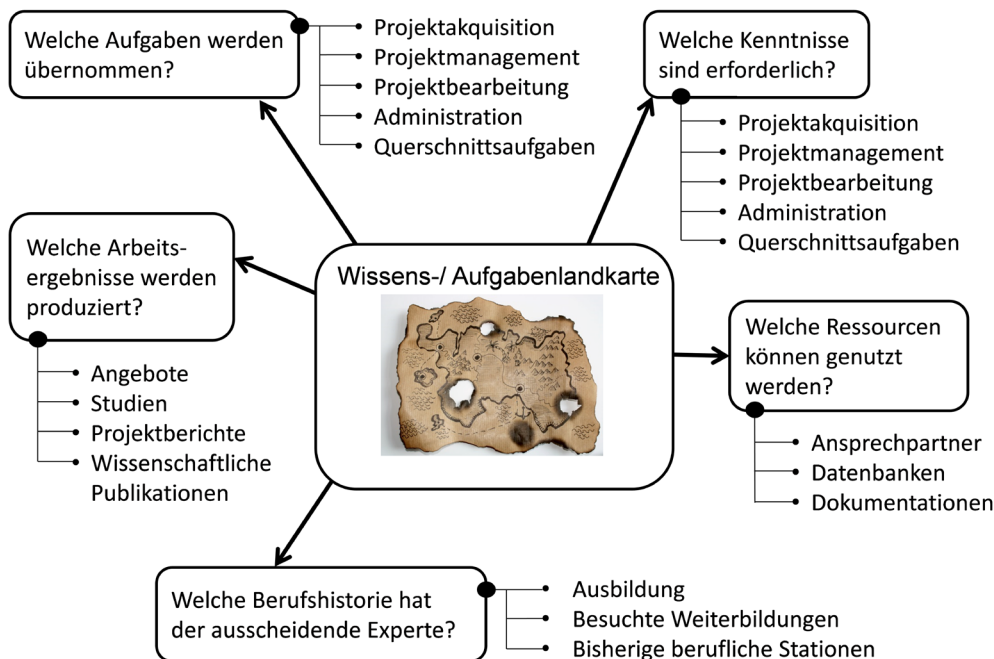 Welche Aufgaben werden
übernommen?
Projektakquisition
Projektmanagement
Projektbearbeitung
Administration
Querschnittsaufgaben
Welche Kenntnisse
sind erforderlich?
Projektakquisition
Projektmanagement
Projektbearbeitung
Administration
Querschnittsaufgaben
Welche Arbeits-
ergebnisse werden
produziert?
Angebote
Studien
Projektberichte
Wissenschaftliche
Publikationen
Wissens-/ Aufgabenlandkarte
Welche Ressourcen
können genutzt
werden?
Ansprechpartner
Datenbanken
Dokumentationen
Welche Berufshistorie hat
der ausscheidende Experte?
Ausbildung
Besuchte Weiterbildungen
Bisherige berufliche Stationen